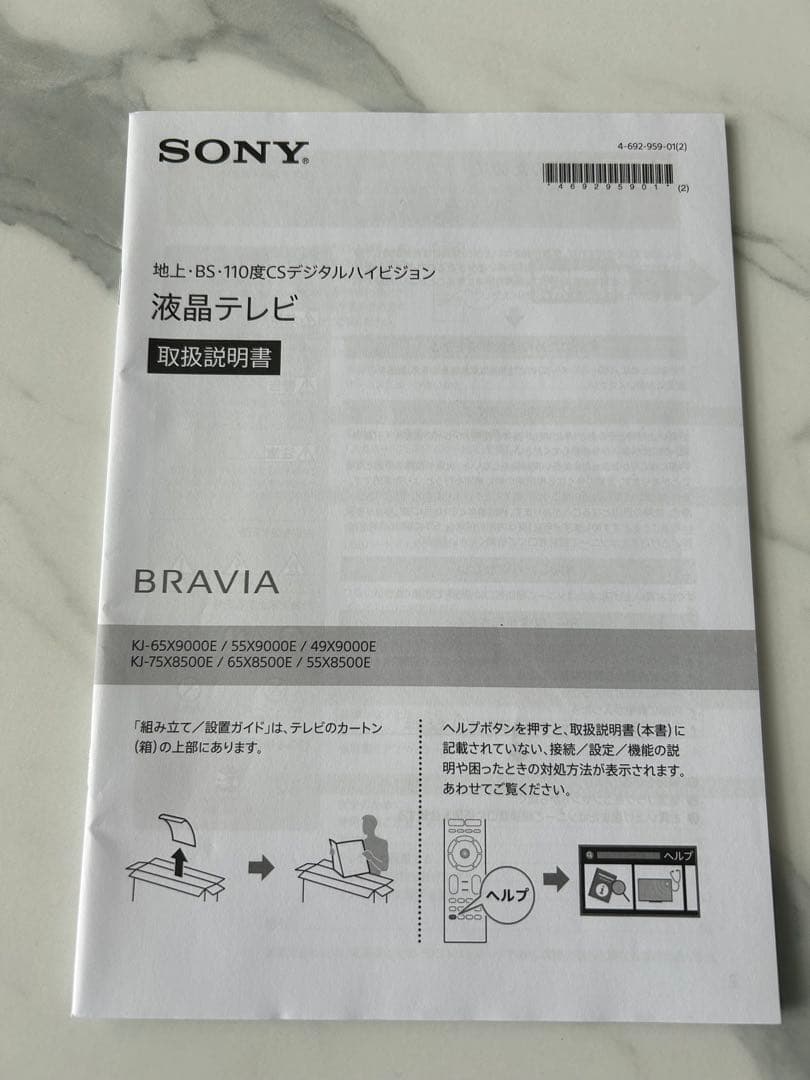 SONY®
4-692-959-01(2)
*469295901* (2)
地上・BS・110度CSデジタルハイビジョン
液晶テレビ
取扱説明書
BRAVIA
KJ-65X9000E / 55X9000E / 49X9000E
KJ-75X8500E / 65X8500E / 55X8500E
「組み立て／設置ガイド」は、テレビのカートン
（箱）の上部にあります。
ヘルプボタンを押すと、取扱説明書（本書）に
記載されていない、接続／設定／機能の説
明や困ったときの対処方法が表示されます。
あわせてご覧ください。
ヘルプ
ヘルプ